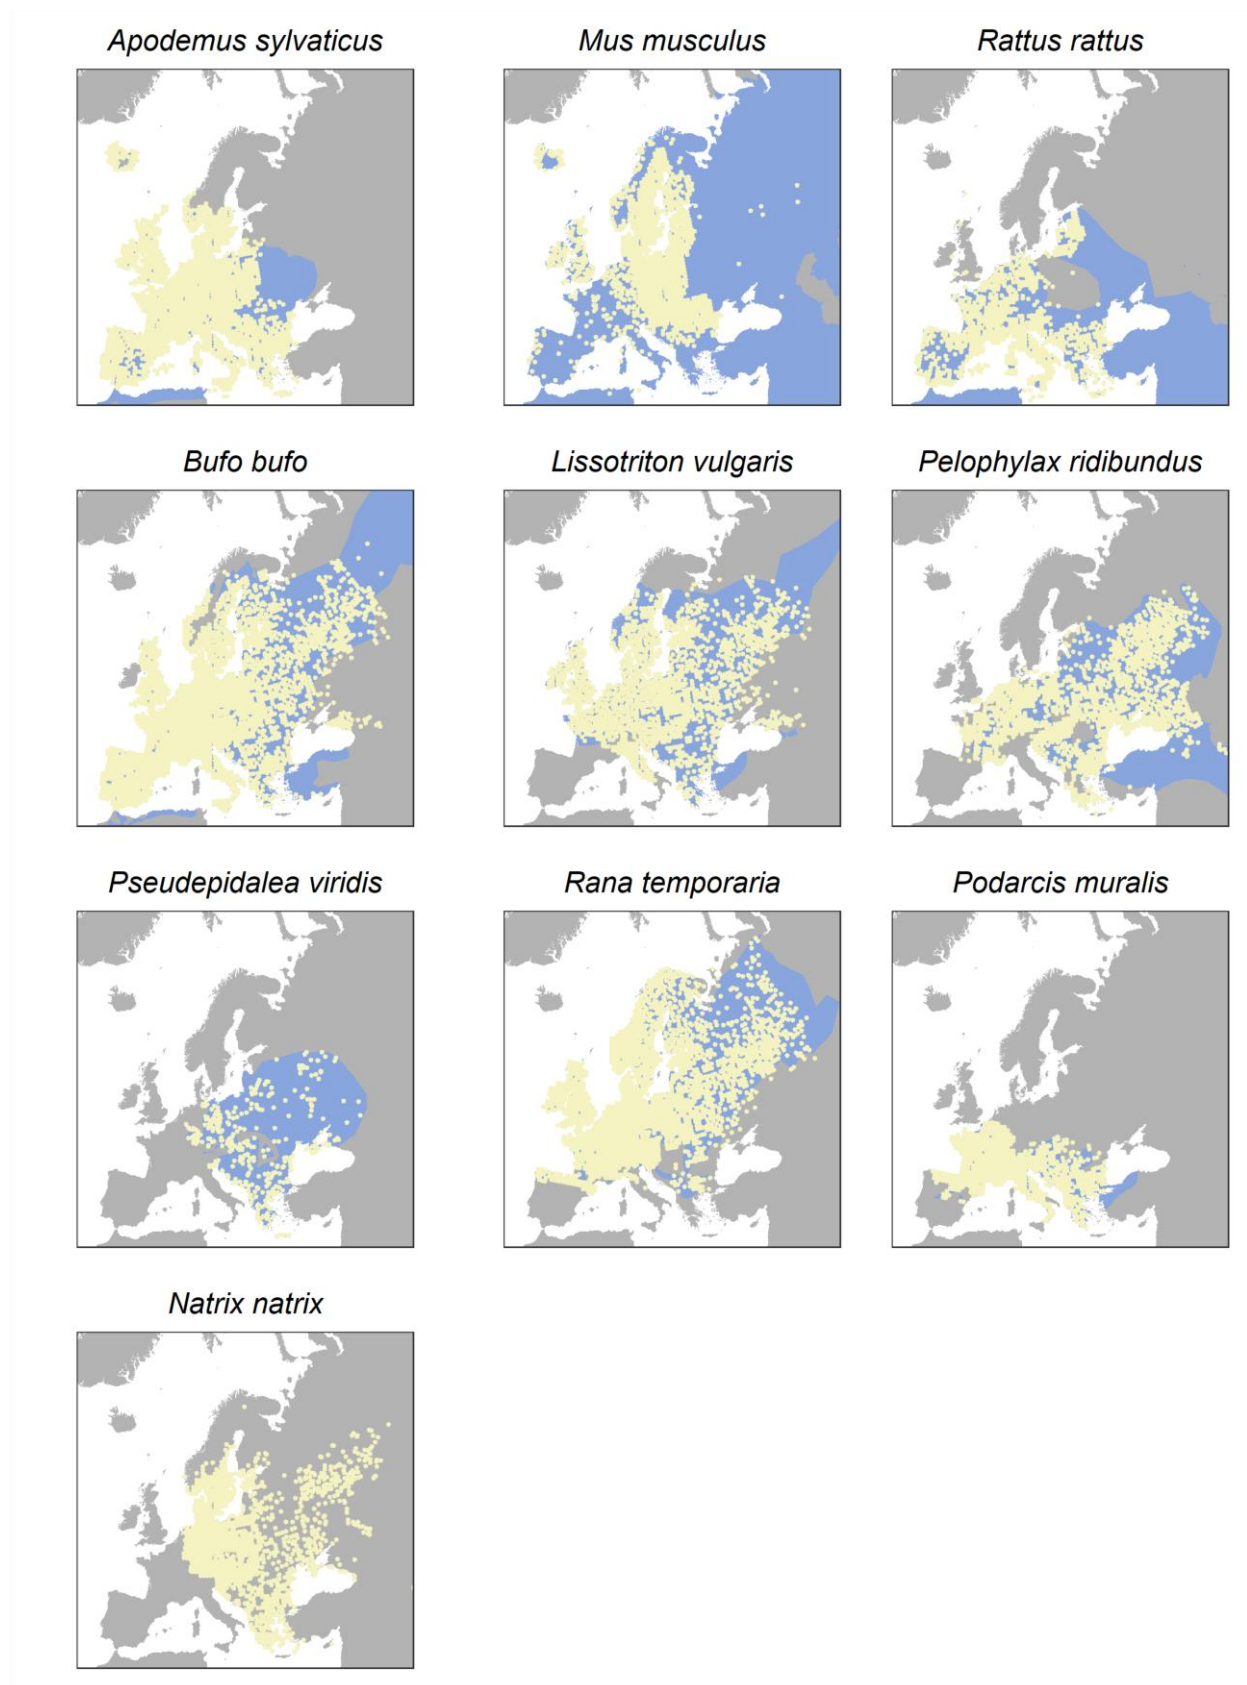 Apodemus sylvaticus
Mus musculus
Rattus rattus
Bufo bufo
Lissotriton vulgaris
Pelophylax ridibundus
Pseudepidalea viridis
Rana temporaria
Podarcis muralis
Natrix natrix